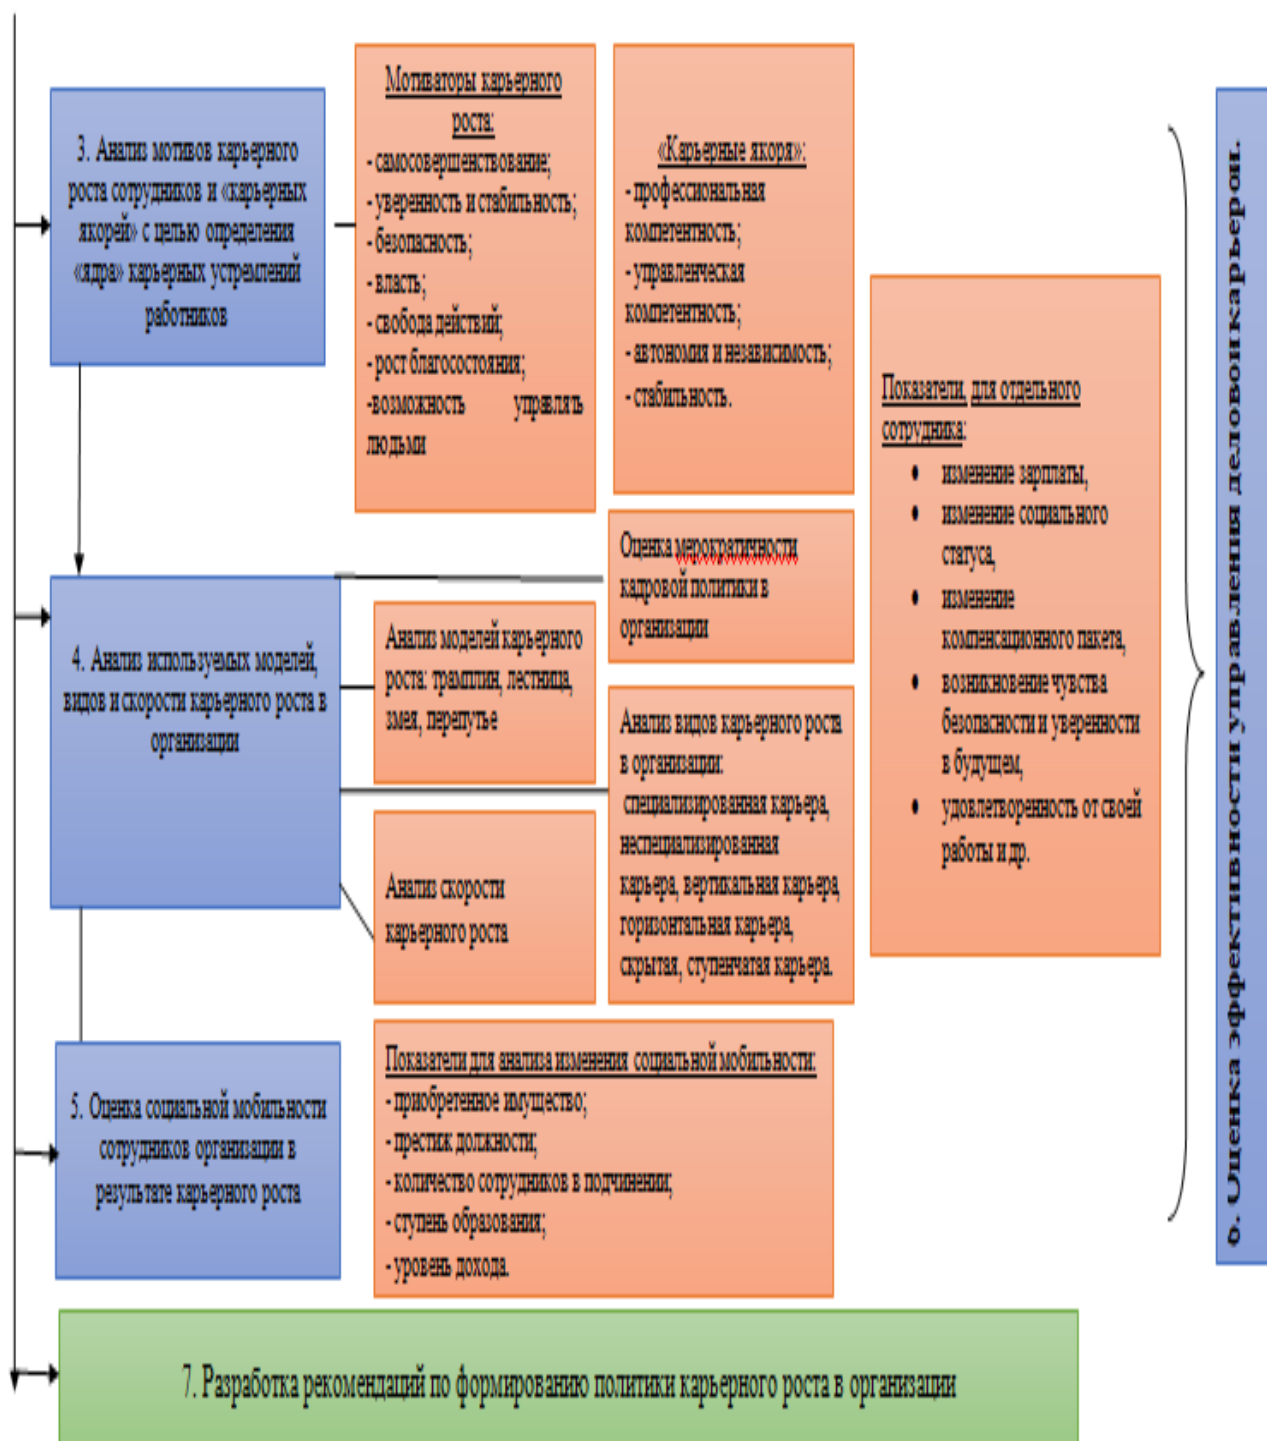 3. Анализ мотивов карьерного
роста сотрудников и «карьерных
якорей» с целью определения
«ядра» карьерных устремлений
работников
Мотиваторы карьерного
роста:
- самосовершенствование;
- уверенность и стабильность;
- безопасность;
- власть;
- свобода действий;
- рост благосостояния;
-возможность управлять
людьми
«Карьерные якоря»:
- профессиональная
компетентность;
- управленческая
компетентность;
- автономия и независимость;
- стабильность.
4. Анализ используемых моделей,
видов и скорости карьерного роста в
организации
Оценка мерократичности
кадровой политики в
организации
Анализ моделей карьерного
роста: трамплин, лестница,
змея, перепутье
Анализ видов карьерного роста
в организации:
специализированная карьера,
неспециализированная
карьера, вертикальная карьера,
горизонтальная карьера,
скрытая, ступенчатая карьера.
Анализ скорости
карьерного роста
5. Оценка социальной мобильности
сотрудников организации в
результате карьерного роста
Показатели для анализа изменения социальной мобильности:
- приобретенное имущество;
- престиж должности;
- количество сотрудников в подчинении;
- ступень образования;
- уровень дохода.
Показатели, для отдельного
сотрудника:
• изменение зарплаты,
• изменение социального
статуса,
• изменение
компенсационного пакета,
• возникновение чувства
безопасности и уверенности
в будущем,
• удовлетворенность от своей
работы и др.
6. Оценка эффективности управления деловой карьерой.
7. Разработка рекомендаций по формированию политики карьерного роста в организации